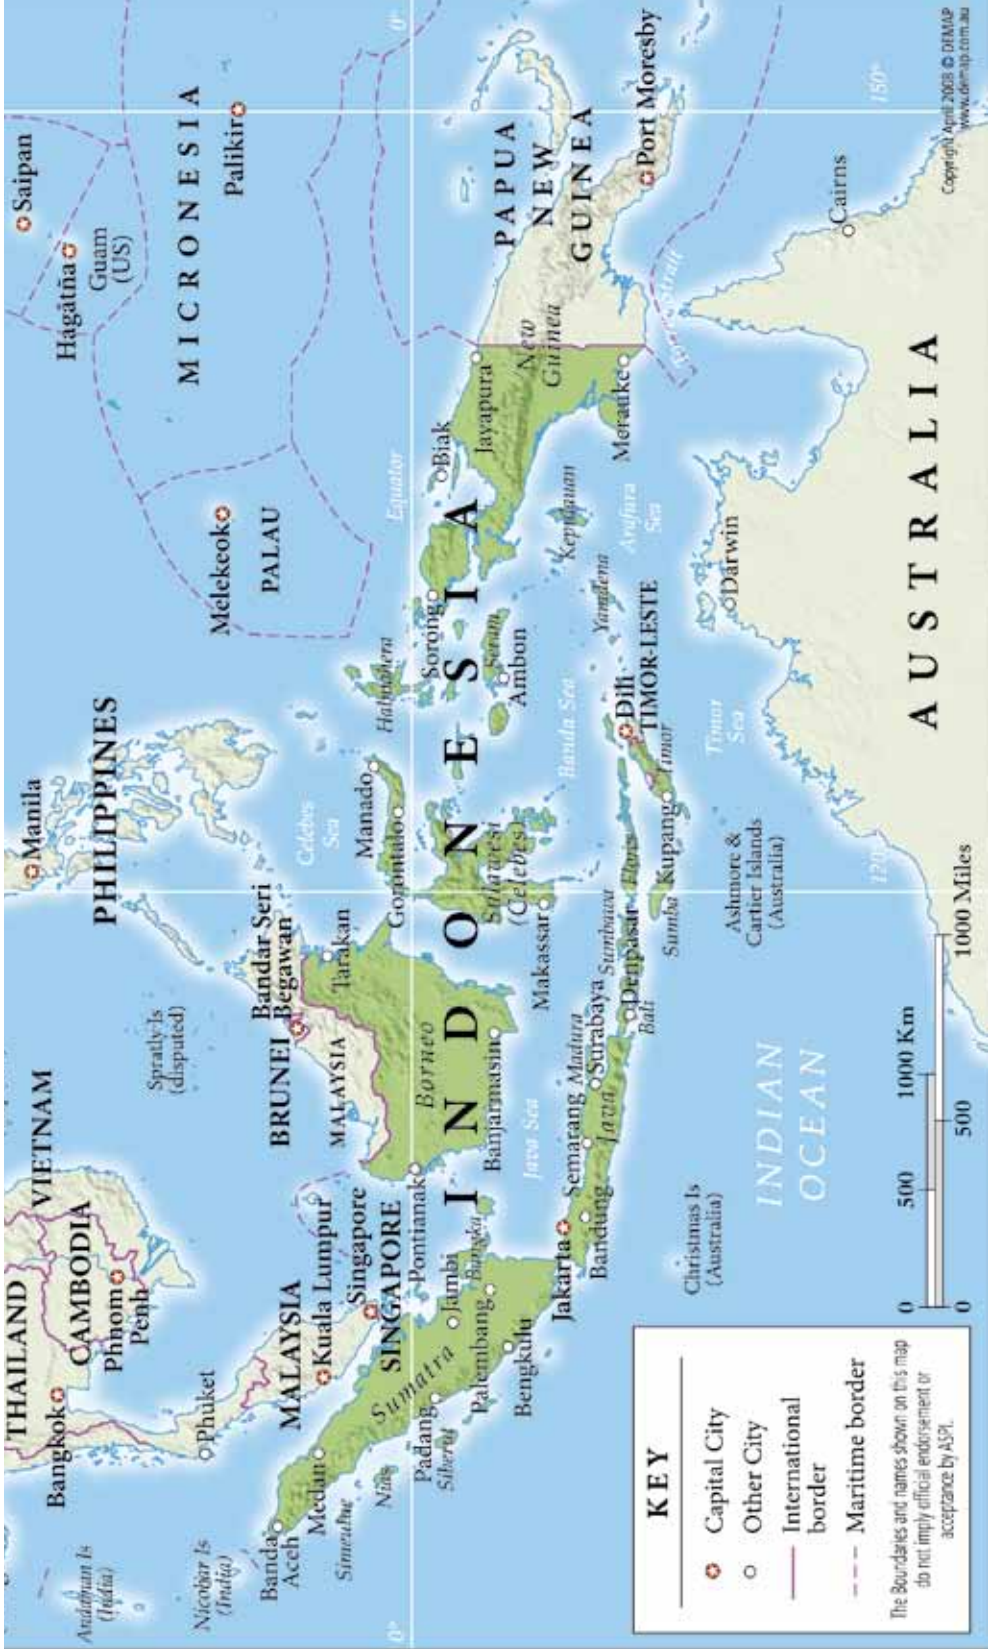 Saipan
Hagåtña
Guam
(US)
MICRONESIA
Palikir
Melekeok
PALAU
Manila
PHILIPPINES
VIETNAM
THAILAND
CAMBODIA
Bangkok
Phnom
Penh
Spratly Is
(disputed)
Andaman Is
(India)
Nicobar Is
(India)
Phuket
MALAYSIA
Kuala Lumpur
Singapore
SINGAPORE
BRUNEI
Bandar Seri
Begawan
MALAYSIA
Tarakan
Celebes
Sea
Equator
0°
0°
Banda
Aceh
Medan
Simeulue
Nias
Padang
Siberut
Sumatra
Jambi
Palembang
Bangka
Bengkulu
Pontianak
Borneo
Banjarmasin
INDONESIA
Manado
Gorontalo
Sulawesi
(Celebes)
Makassar
Halmahera
Sorong
Seram
Ambon
Biak
Jayapura
New
Guinea
PAPUA
NEW
GUINEA
Port Moresby
Merauke
Kepulauan
Arafura
Sea
Yamdena
Banda Sea
Dili
TIMOR-LESTE
Timor
Kupang
Flores
Sumba
Sumbawa
Denpasar
Bali
Surabaya
Madura
Semarang
Java
Java Sea
Bandung
Jakarta
Timor
Sea
Torres Strait
Darwin
Cairns
AUSTRALIA
Ashmore &
Cartier Islands
(Australia)
Christmas Is
(Australia)
INDIAN
OCEAN
120°
150°
0 500 1000 Km
0 500 1000 Miles
KEY
Capital City
Other City
International
border
Maritime border
The Boundaries and names shown on this map
do not imply official endorsement or
acceptance by ASPI.
Copyright April 2008 © DEMAP
www.demap.com.au